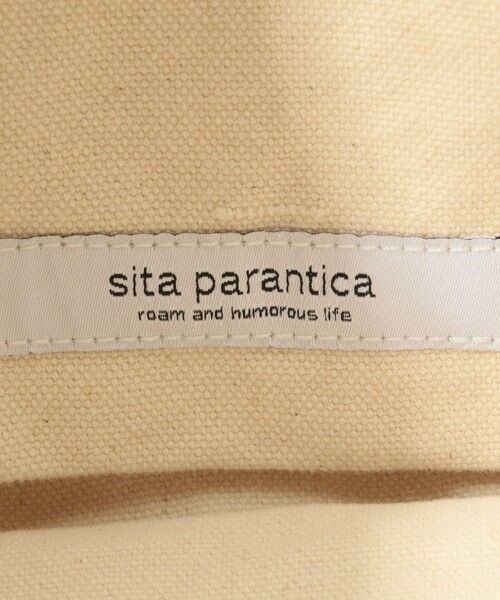 sita parantica
roam and humorous life